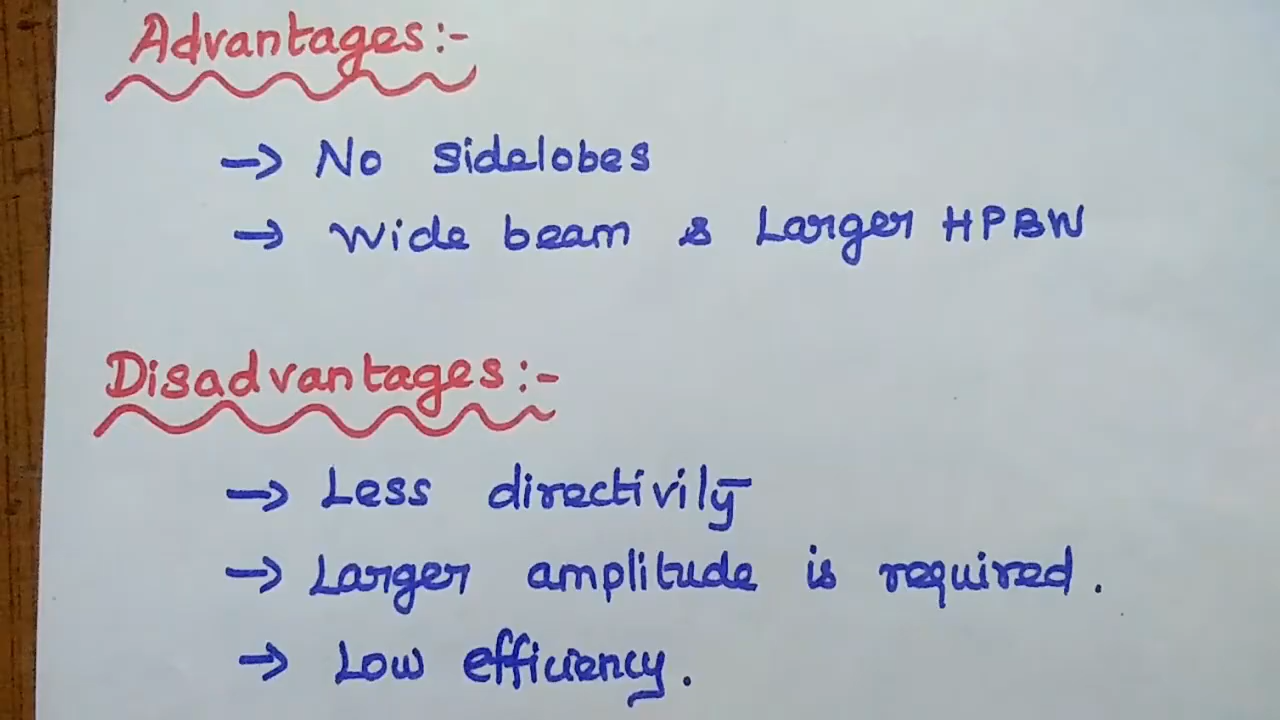 Advantages:-
→ No sidelobes
→ Wide beam & Larger HPBW
Disadvantages:-
→ Less directivity
→ Larger amplitude is required.
→ Low efficiency.